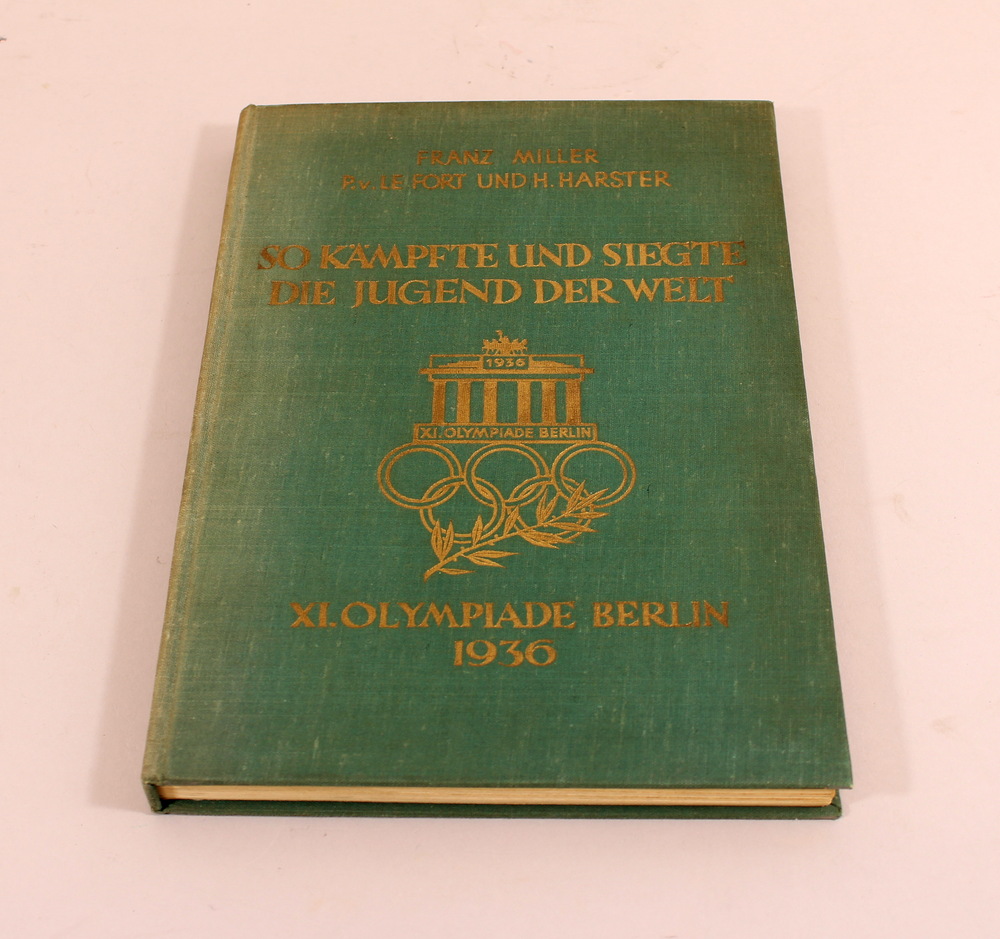 FRANZ MILLER
P. v. LE FORT UND H. HARSTER
SO KÄMPFTE UND SIEGTE
DIE JUGEND DER WELT
1936
XI. OLYMPIADE BERLIN
XI. OLYMPIADE BERLIN
1936